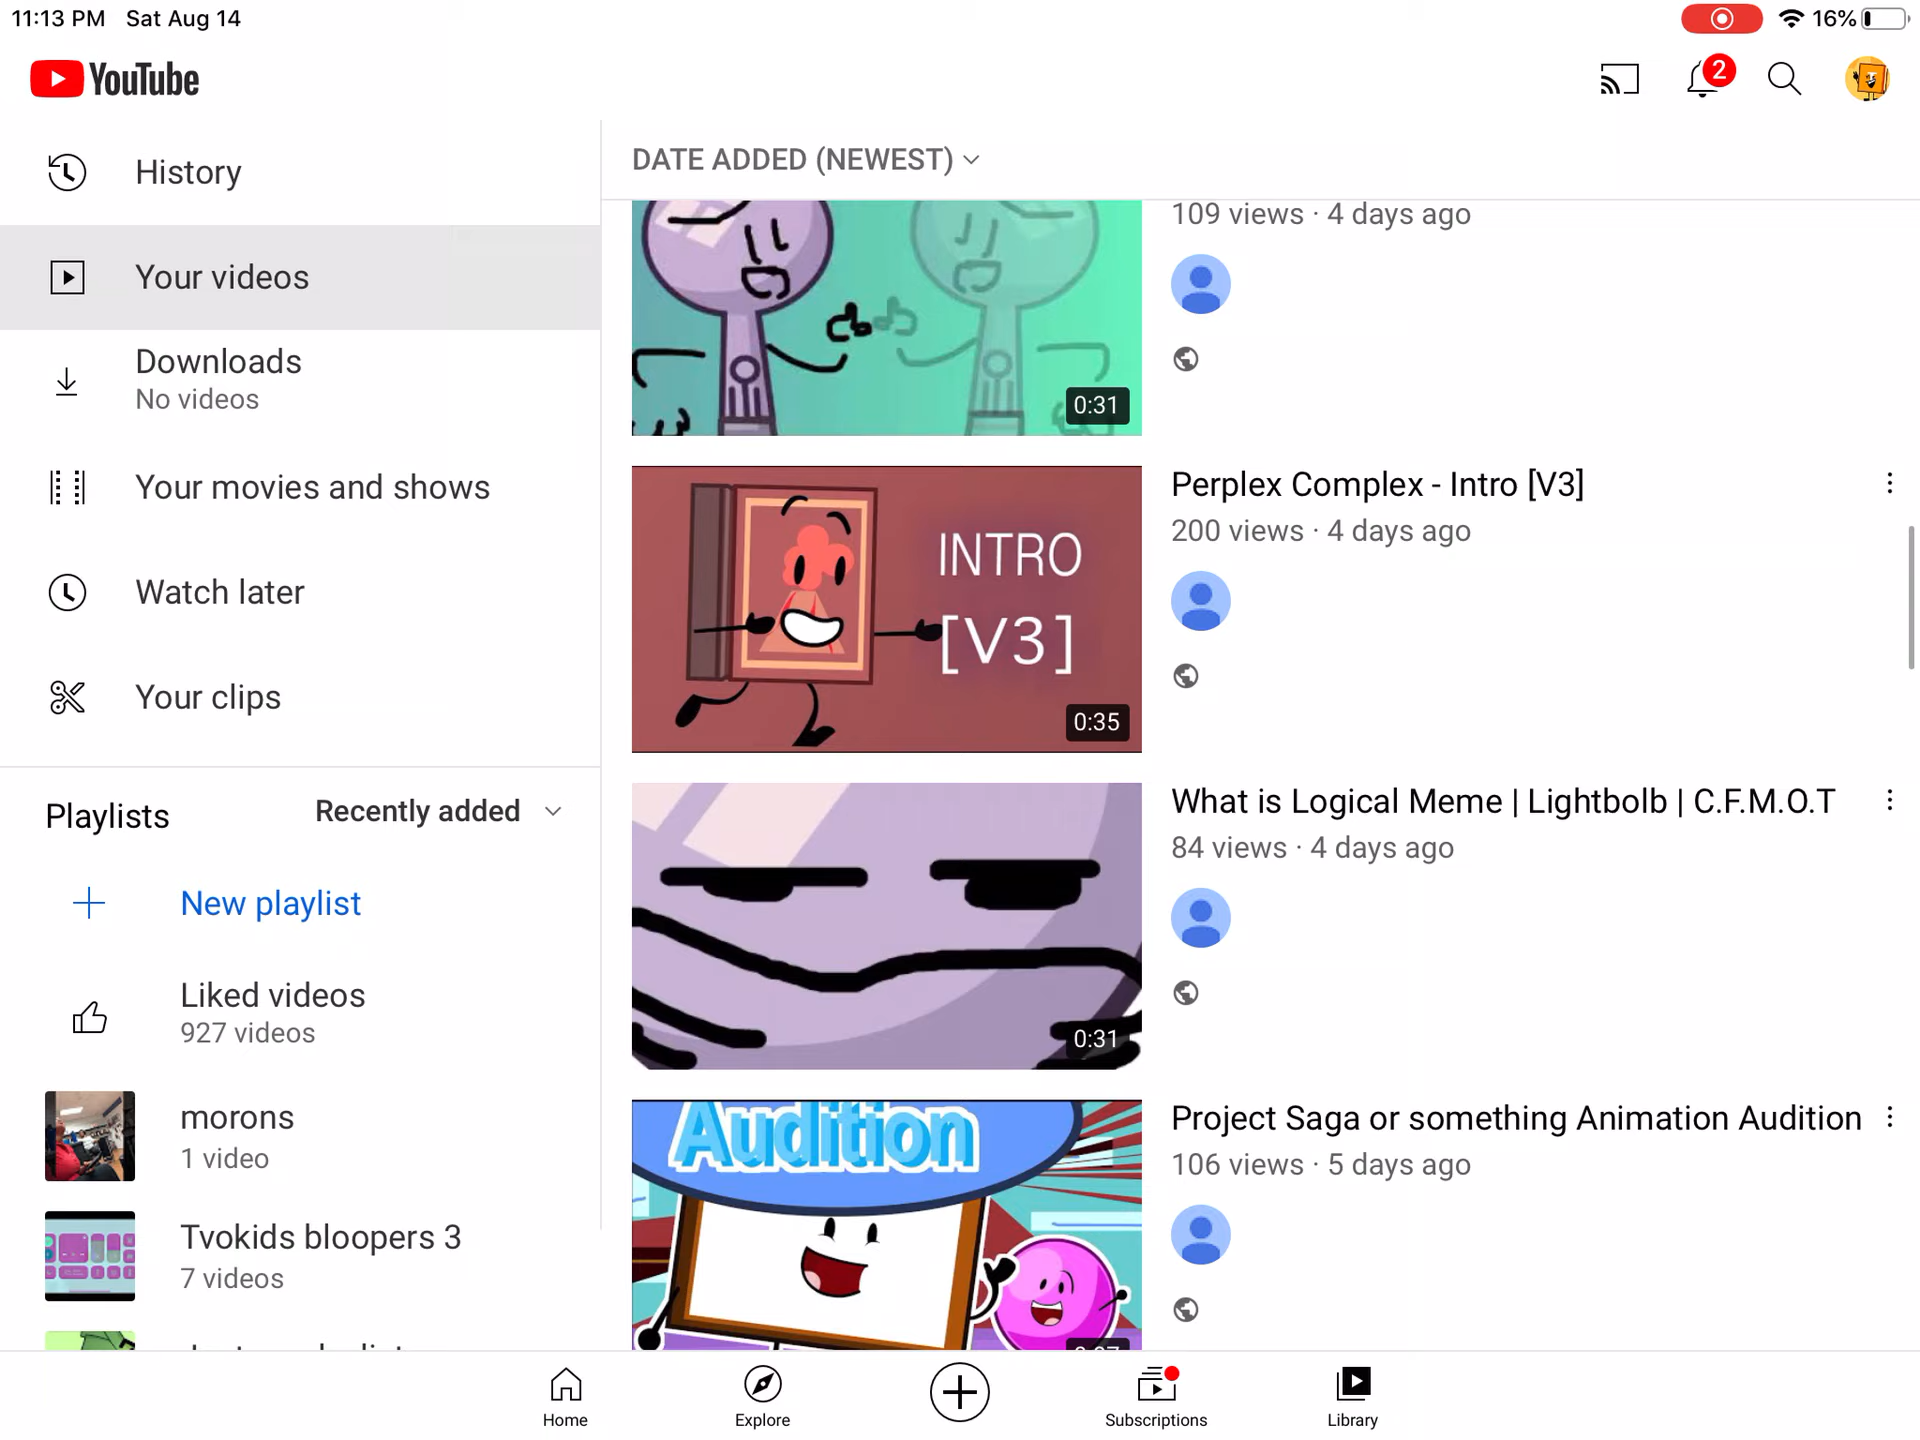 11:13 PM Sat Aug 14
16%
YouTube
2
History
Your videos
Downloads
No videos
Your movies and shows
Watch later
Your clips
Playlists
Recently added
New playlist
Liked videos
927 videos
morons
1 video
Tvokids bloopers 3
7 videos
DATE ADDED (NEWEST)
109 views · 4 days ago
0:31
INTRO
[V3]
0:35
Perplex Complex - Intro [V3]
200 views · 4 days ago
0:31
What is Logical Meme | Lightbolb | C.F.M.O.T
84 views · 4 days ago
Audition
Project Saga or something Animation Audition
106 views · 5 days ago
Home
Explore
Subscriptions
Library